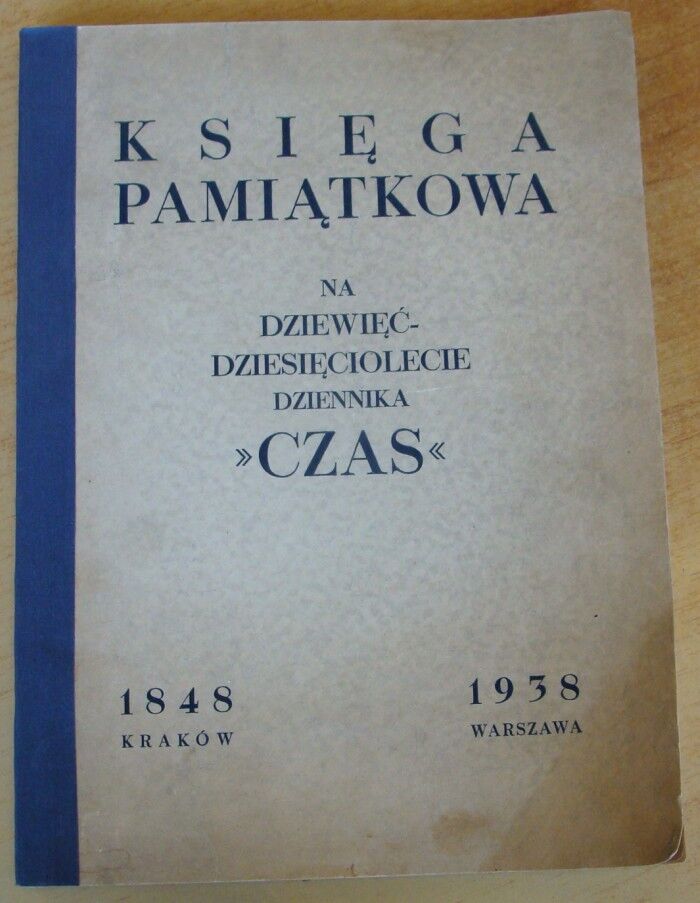 KSIĘGA
PAMIĄTKOWA
NA
DZIEWIĘĆ-
DZIESIĘCIOLECIE
DZIENNIKA
»CZAS«
1848 1938
KRAKÓW WARSZAWA